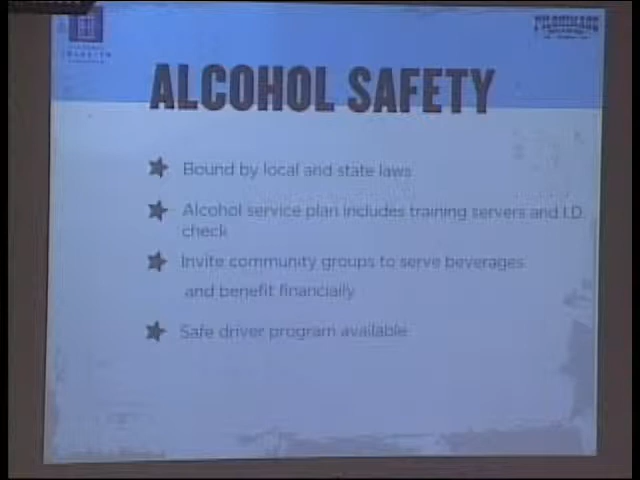 PILGRIMAGE
ALCOHOL SAFETY
Bound by local and state laws
Alcohol service plan includes training servers and I.D.
check
Invite community groups to serve beverages
and benefit financially
Safe driver program available